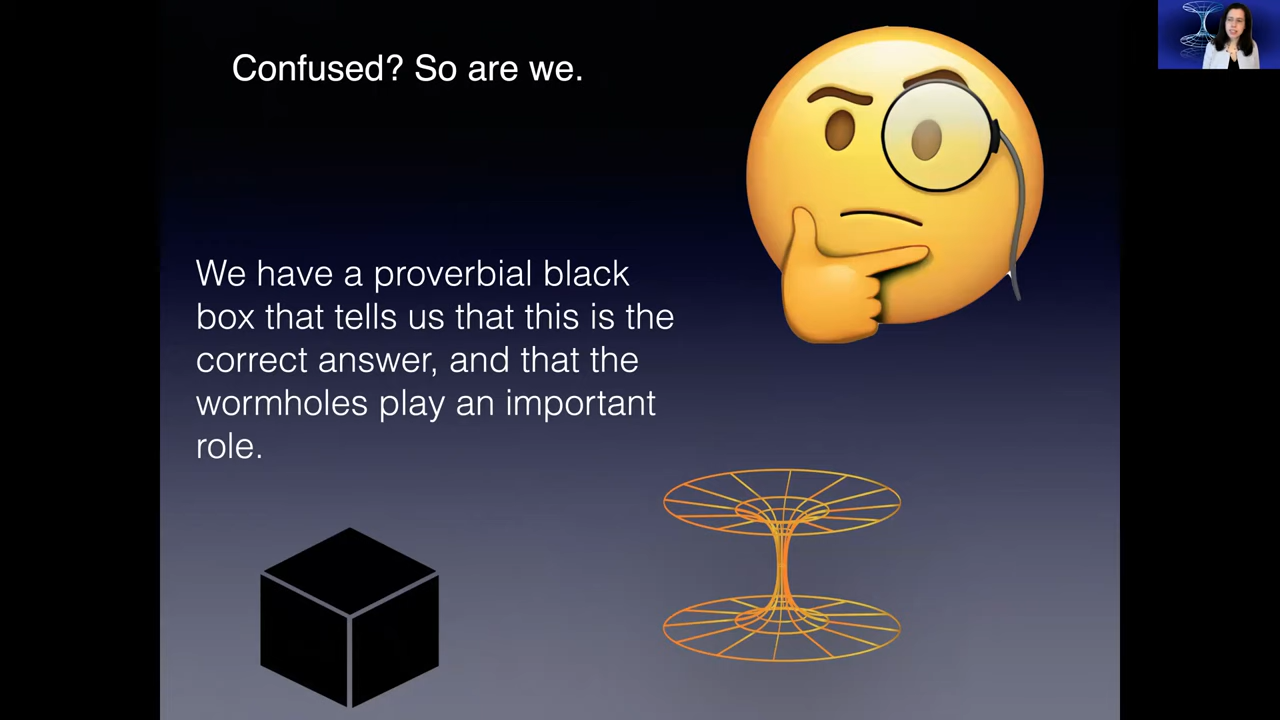 Confused? So are we.
We have a proverbial black
box that tells us that this is the
correct answer, and that the
wormholes play an important
role.